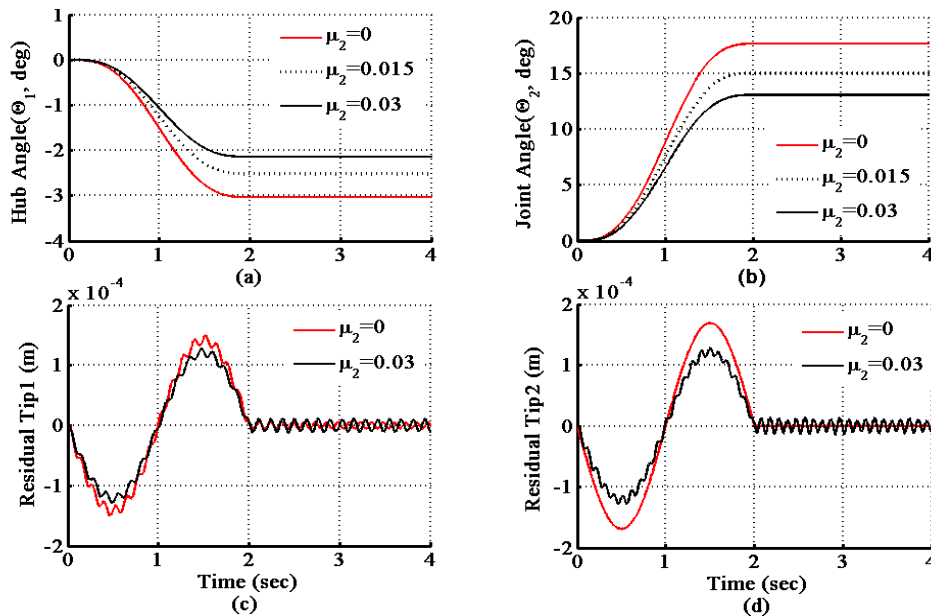 Hub Angle(Θ1, deg)
0
-1
-2
-3
-4
μ2=0
μ2=0.015
μ2=0.03
0 1 2 3 4
(a)
Joint Angle(Θ2, deg)
20
15
10
5
0
μ2=0
μ2=0.015
μ2=0.03
0 1 2 3 4
(b)
x 10-4
Residual Tip1 (m)
2
1
0
-1
-2
μ2=0
μ2=0.03
0 1 2 3 4
Time (sec)
(c)
x 10-4
Residual Tip2 (m)
2
1
0
-1
-2
μ2=0
μ2=0.03
0 1 2 3 4
Time (sec)
(d)